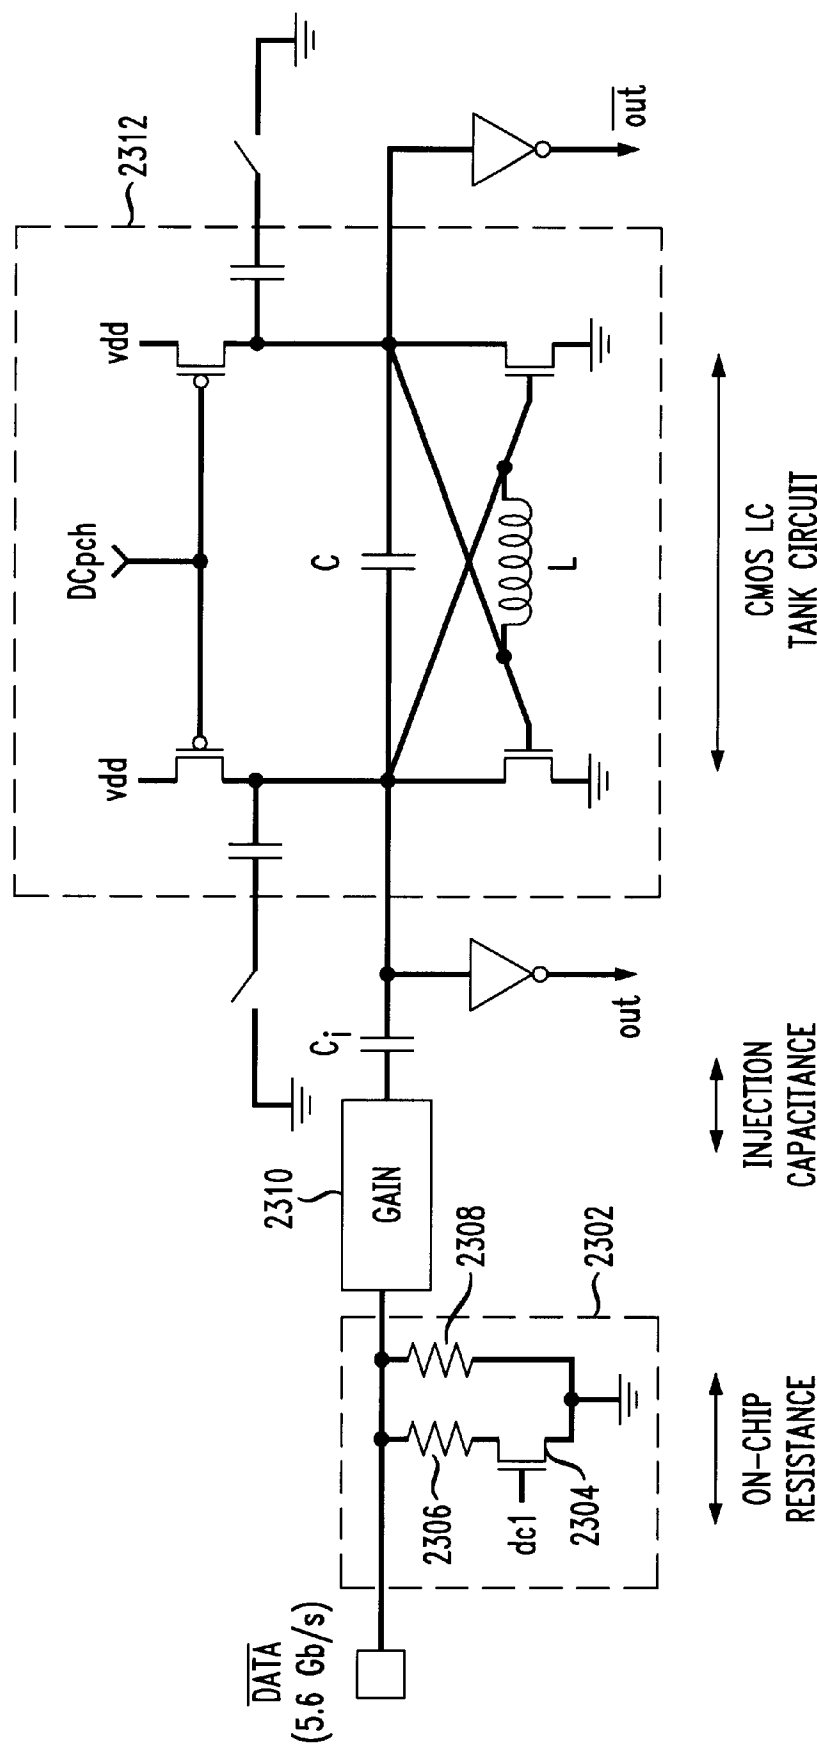 DATA
(5.6 Gb/s)
dc1
2306
2304
2308
2302
ON-CHIP
RESISTANCE
2310
GAIN
Ci
INJECTION
CAPACITANCE
out
vdd
DCpch
vdd
C
L
2312
CMOS LC
TANK CIRCUIT
out